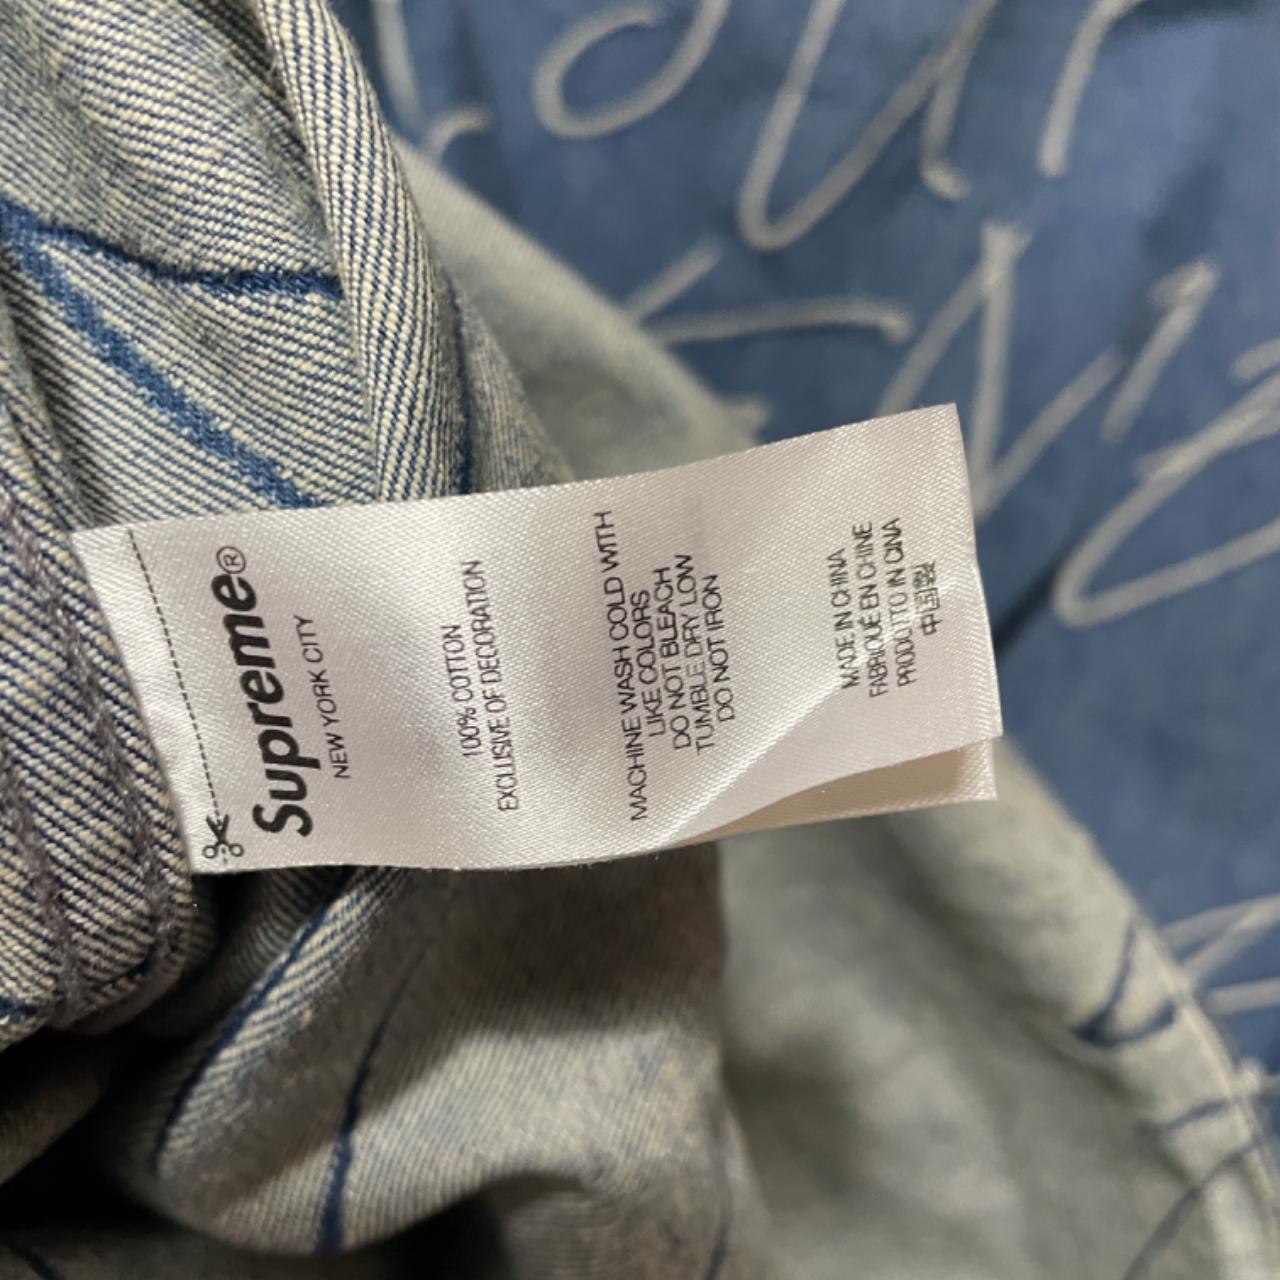 Supreme®
NEW YORK CITY
100% COTTON
EXCLUSIVE OF DECORATION
MACHINE WASH COLD WITH
LIKE COLORS
DO NOT BLEACH
TUMBLE DRY LOW
DO NOT IRON
MADE IN CHINA
FABRIQUÉ EN CHINE
PRODUTTO IN CINA
中国製